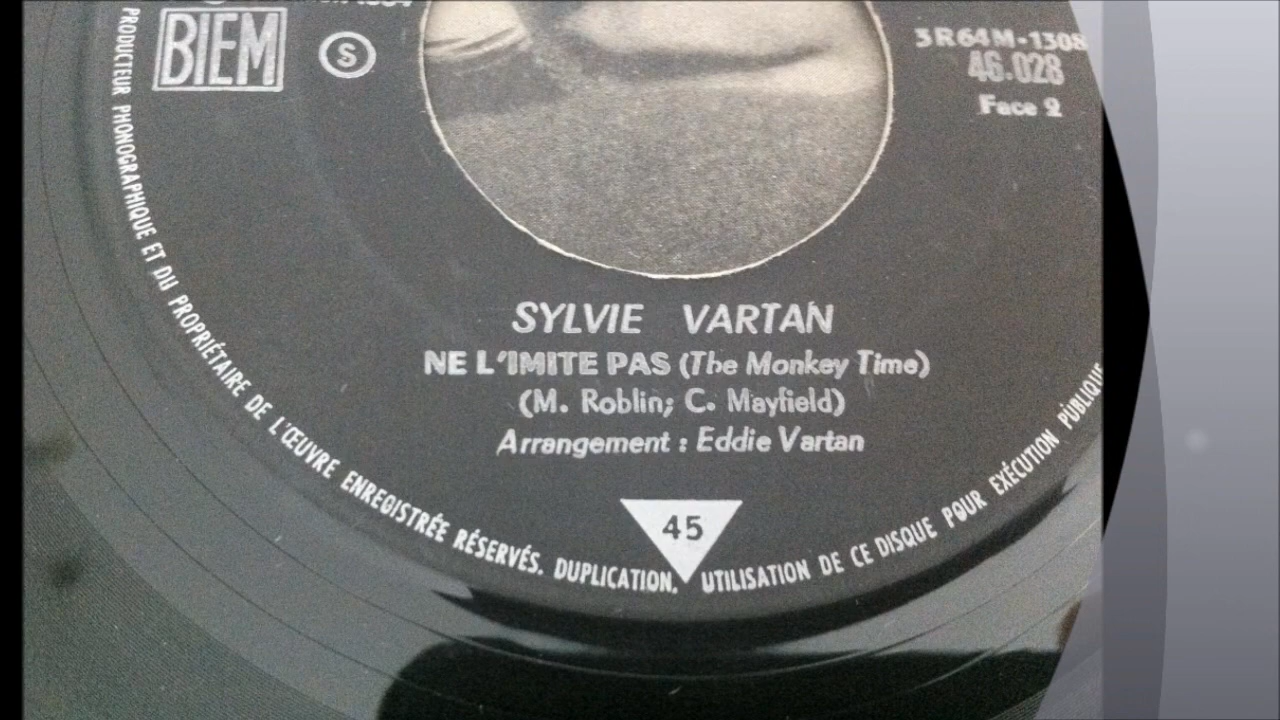 BIEM
S
3R64M-1308
46.028
Face 2
SYLVIE VARTAN
NE L'IMITE PAS (The Monkey Time)
(M. Roblin; C. Mayfield)
Arrangement : Eddie Vartan
45
PRODUCTEUR PHONOGRAPHIQUE ET DU PROPRIÉTAIRE DE L'ŒUVRE ENREGISTRÉE RÉSERVÉS. DUPLICATION, UTILISATION DE CE DISQUE POUR EXÉCUTION PUBLIQUE